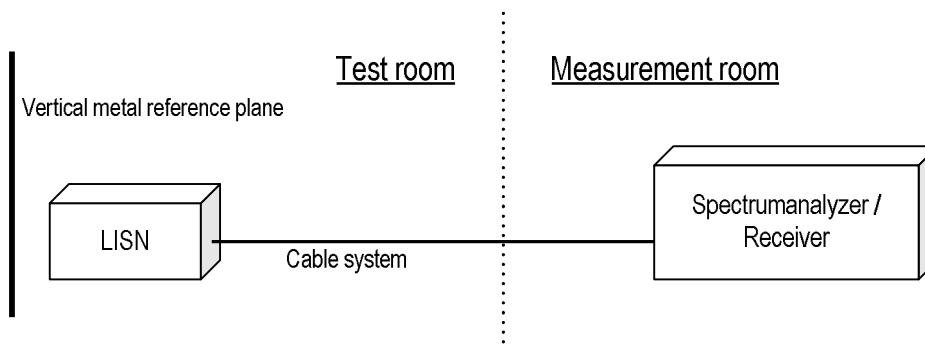 Test room
Measurement room
Vertical metal reference plane
LISN
Cable system
Spectrumanalyzer /
Receiver